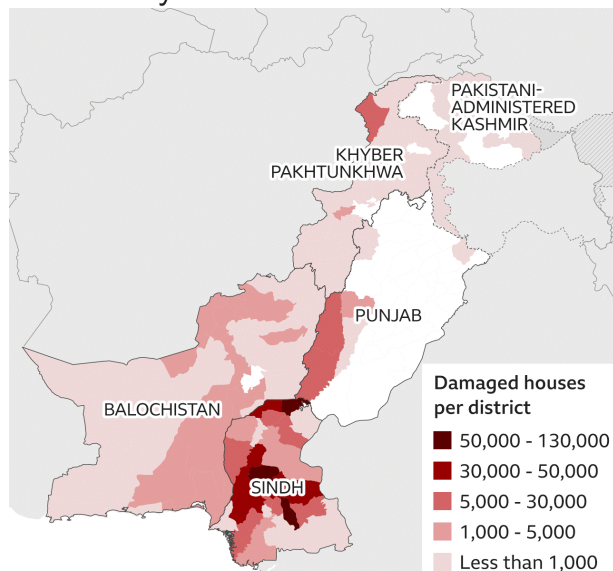 PAKISTANI-
ADMINISTERED
KASHMIR
KHYBER
PAKHTUNKHWA
PUNJAB
BALOCHISTAN
SINDH
Damaged houses
per district
50,000 - 130,000
30,000 - 50,000
5,000 - 30,000
1,000 - 5,000
Less than 1,000